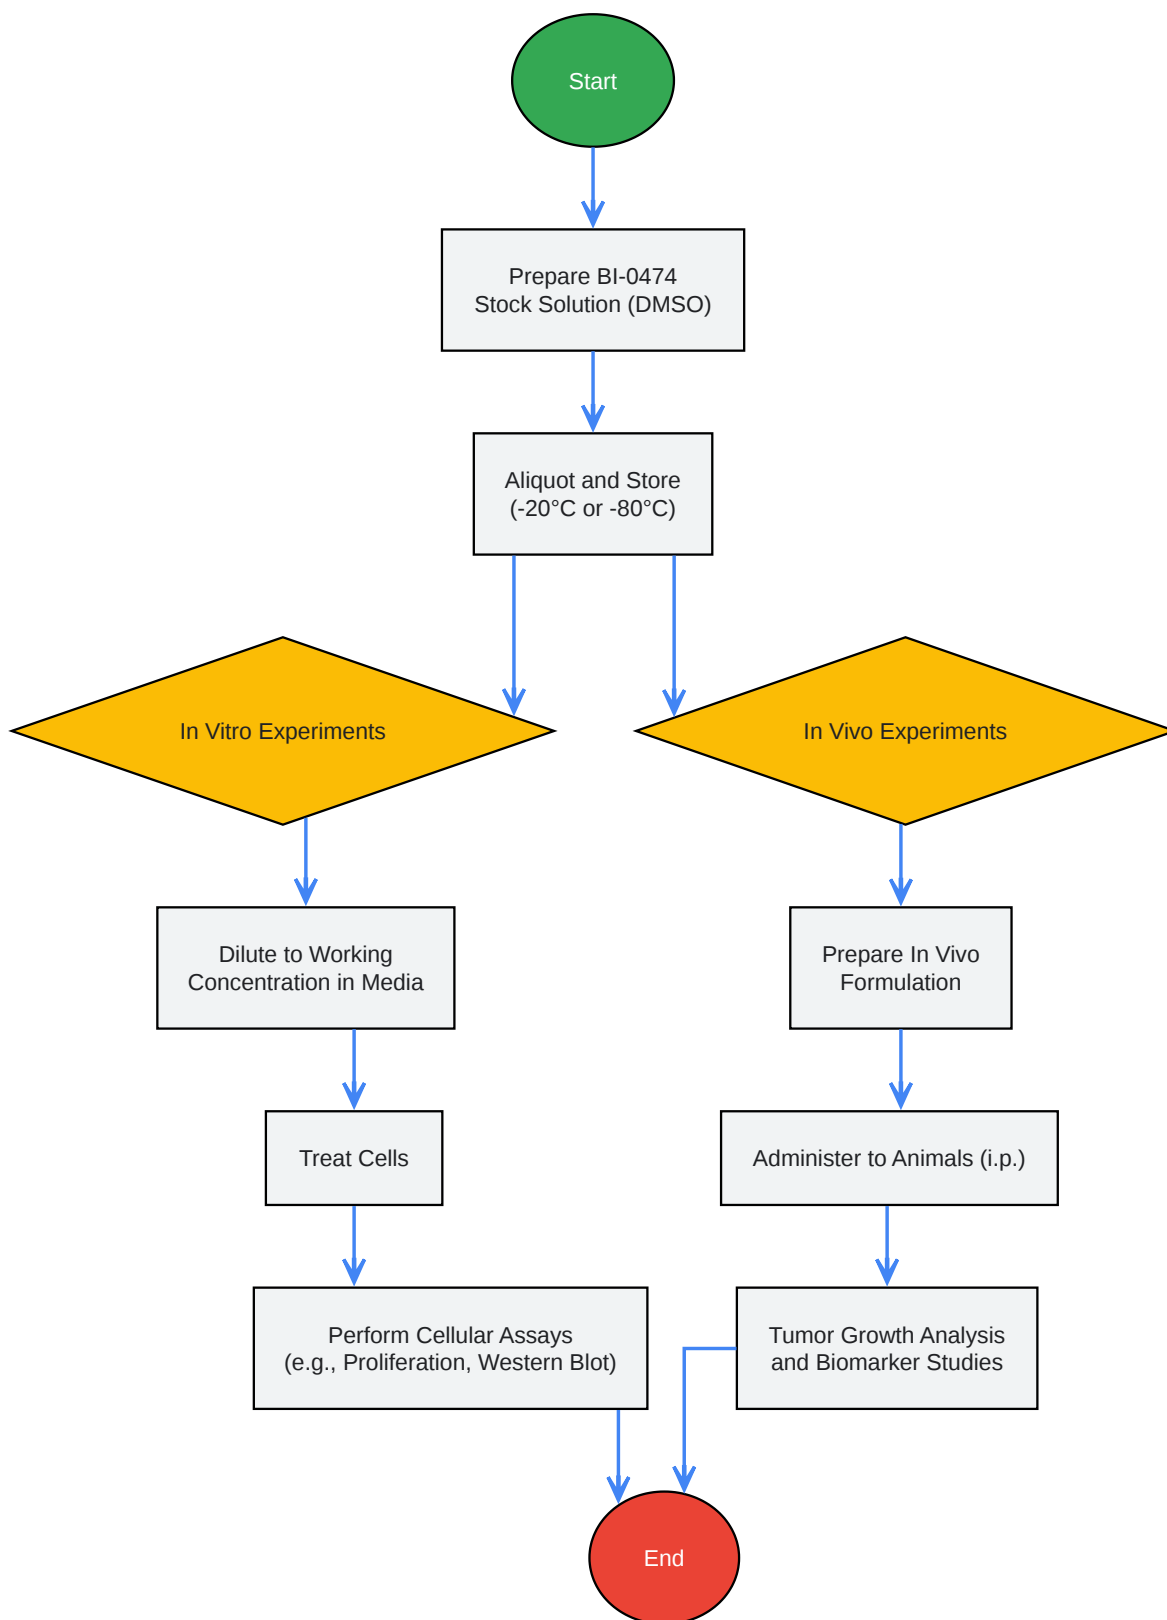 Start
Prepare BI-0474
Stock Solution (DMSO)
Aliquot and Store
(-20°C or -80°C)
In Vitro Experiments
In Vivo Experiments
Dilute to Working
Concentration in Media
Prepare In Vivo
Formulation
Treat Cells
Administer to Animals (i.p.)
Perform Cellular Assays
(e.g., Proliferation, Western Blot)
Tumor Growth Analysis
and Biomarker Studies
End